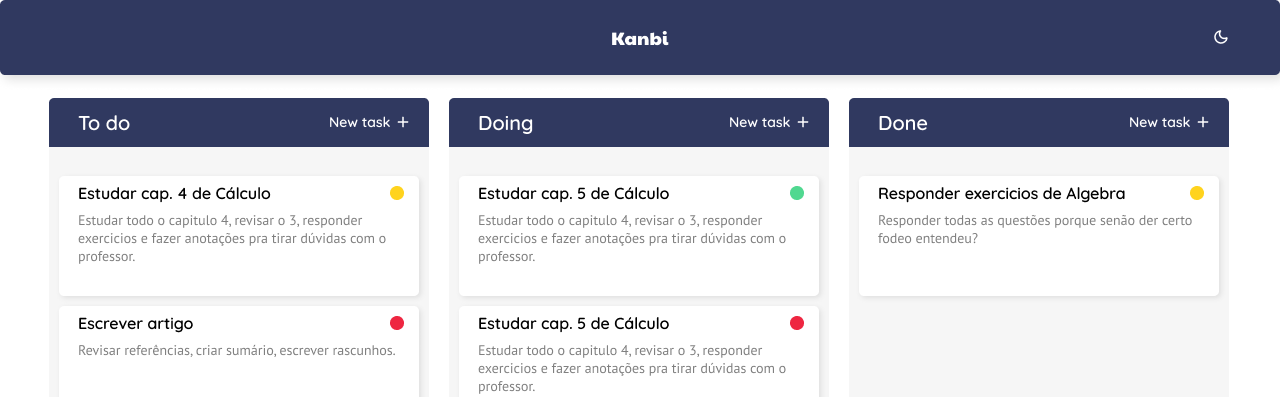 Kanbi
To do
New task +
Estudar cap. 4 de Cálculo
Estudar todo o capitulo 4, revisar o 3, responder
exercicios e fazer anotações pra tirar dúvidas com o
professor.
Escrever artigo
Revisar referências, criar sumário, escrever rascunhos.
Doing
New task +
Estudar cap. 5 de Cálculo
Estudar todo o capitulo 4, revisar o 3, responder
exercicios e fazer anotações pra tirar dúvidas com o
professor.
Estudar cap. 5 de Cálculo
Estudar todo o capitulo 4, revisar o 3, responder
exercicios e fazer anotações pra tirar dúvidas com o
professor.
Done
New task +
Responder exercicios de Algebra
Responder todas as questões porque senão der certo
fodeo entendeu?